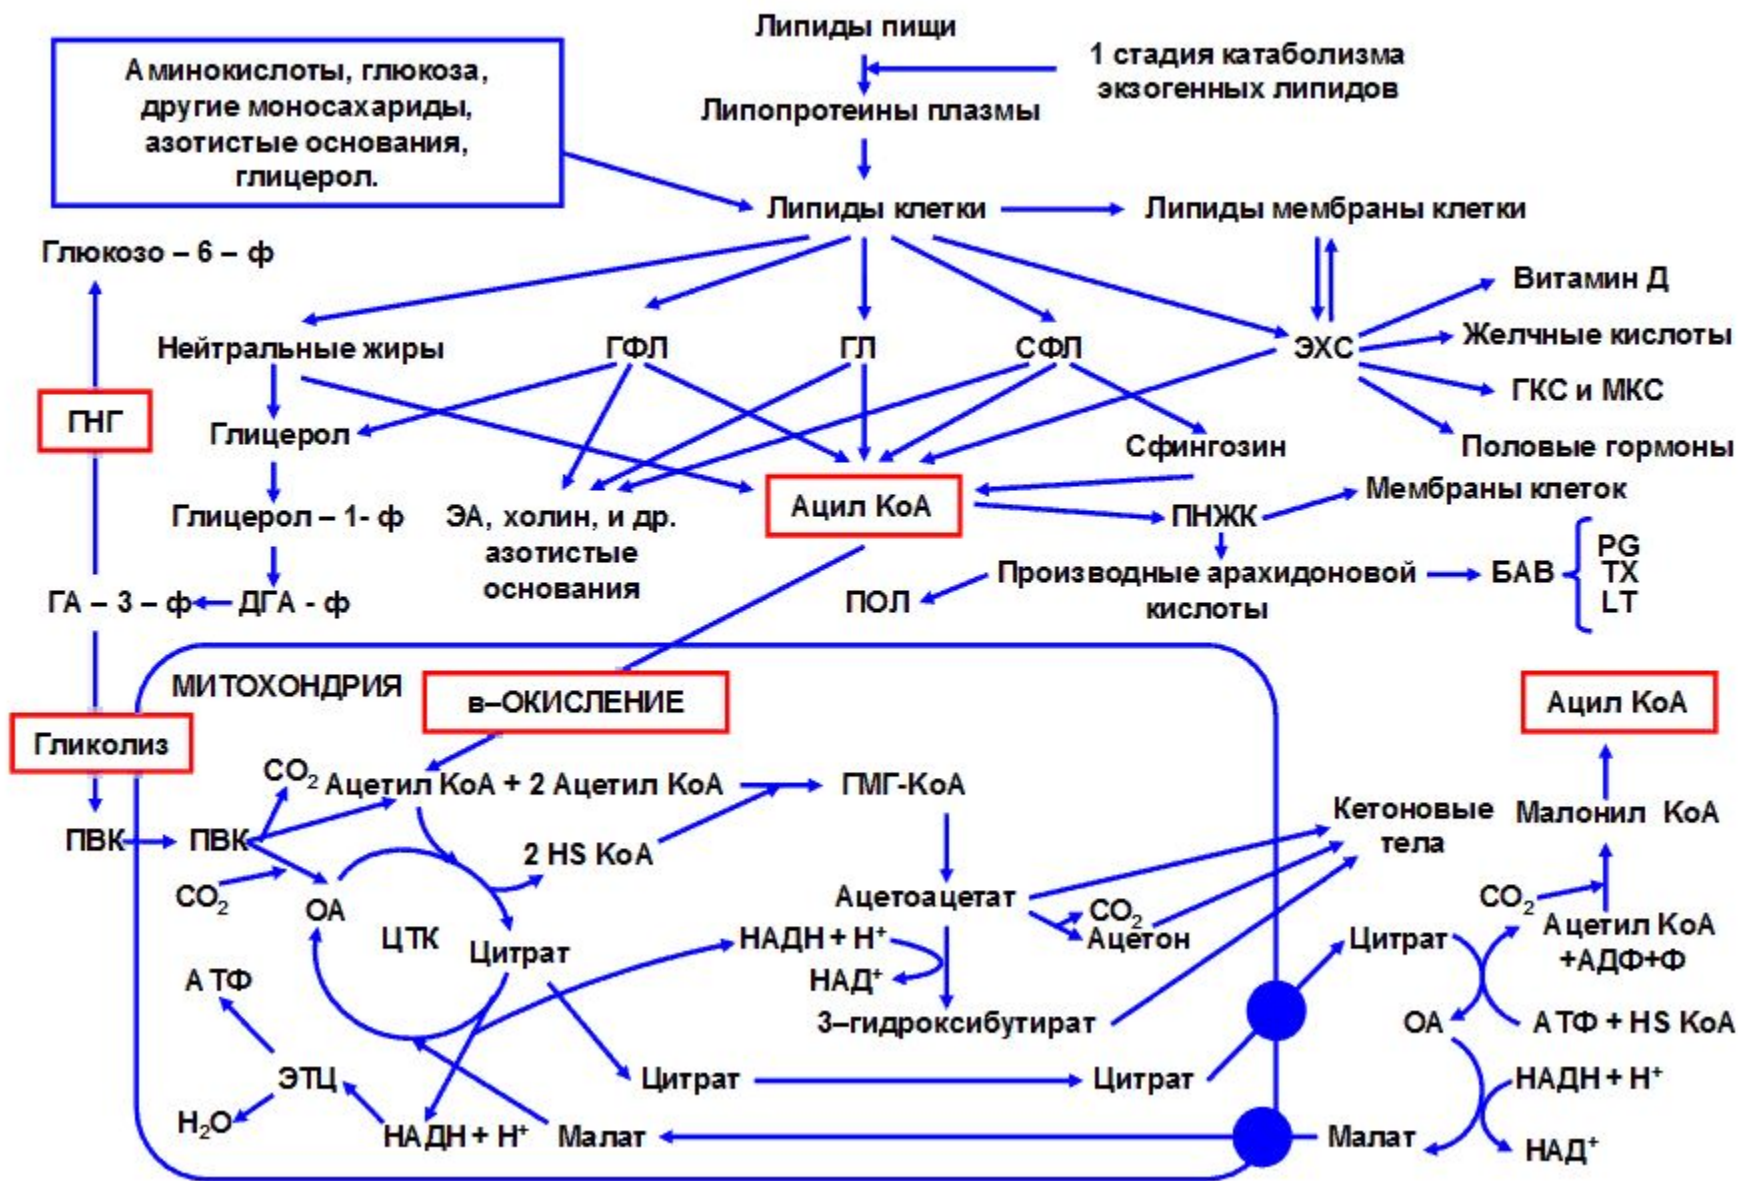 Липиды пищи
1 стадия катаболизма
экзогенных липидов
Аминокислоты, глюкоза,
другие моносахариды,
азотистые основания,
глицерол.
Липопротеины плазмы
Липиды клетки
Липиды мембраны клетки
Глюкозо – 6 – ф
Витамин Д
Нейтральные жиры
ГФЛ
ГЛ
СФЛ
ЭХС
Желчные кислоты
ГКС и МКС
ГНГ
Глицерол
Сфингозин
Половые гормоны
Глицерол – 1- ф
ЭА, холин, и др.
азотистые
основания
Ацил КоА
ПНЖК
Мембраны клеток
ГА – 3 – ф
ДГА - ф
ПОЛ
Производные арахидоновой
кислоты
БАВ
PG
TX
LT
МИТОХОНДРИЯ
в–ОКИСЛЕНИЕ
Ацил КоА
Гликолиз
CO2
Ацетил КоА + 2 Ацетил КоА
ГМГ-КоА
Кетоновые
тела
Малонил КоА
ПВК
ПВК
2 HS КоА
CO2
ОА
ЦТК
Цитрат
Ацетоацетат
CO2
Ацетон
НАДН + Н+
НАД+
Цитрат
CO2
Ацетил КоА
+АДФ+Ф
АТФ
3–гидроксибутират
ОА
АТФ + HS КоА
ЭТЦ
Цитрат
Цитрат
НАДН + Н+
H2O
НАДН + Н+
Малат
Малат
НАД+